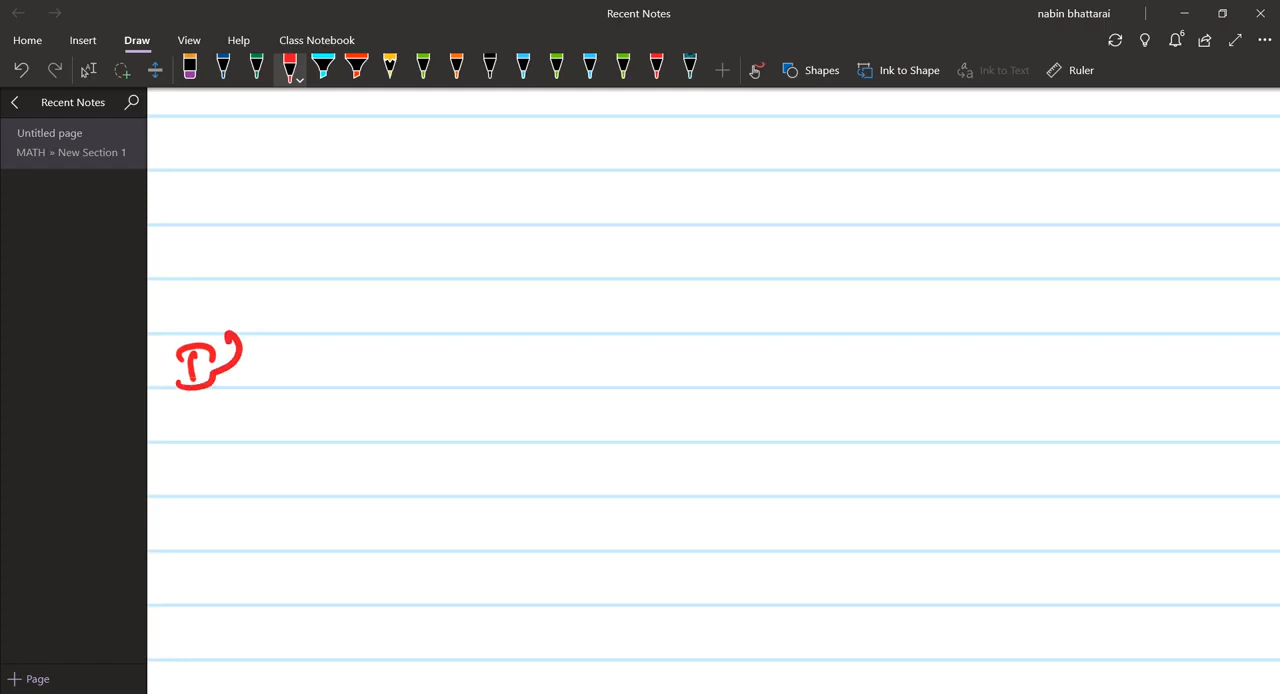 Recent Notes
nabin bhattarai
Home Insert Draw View Help Class Notebook
6
Shapes Ink to Shape Ink to Text Ruler
Recent Notes
Untitled page
MATH » New Section 1
Page